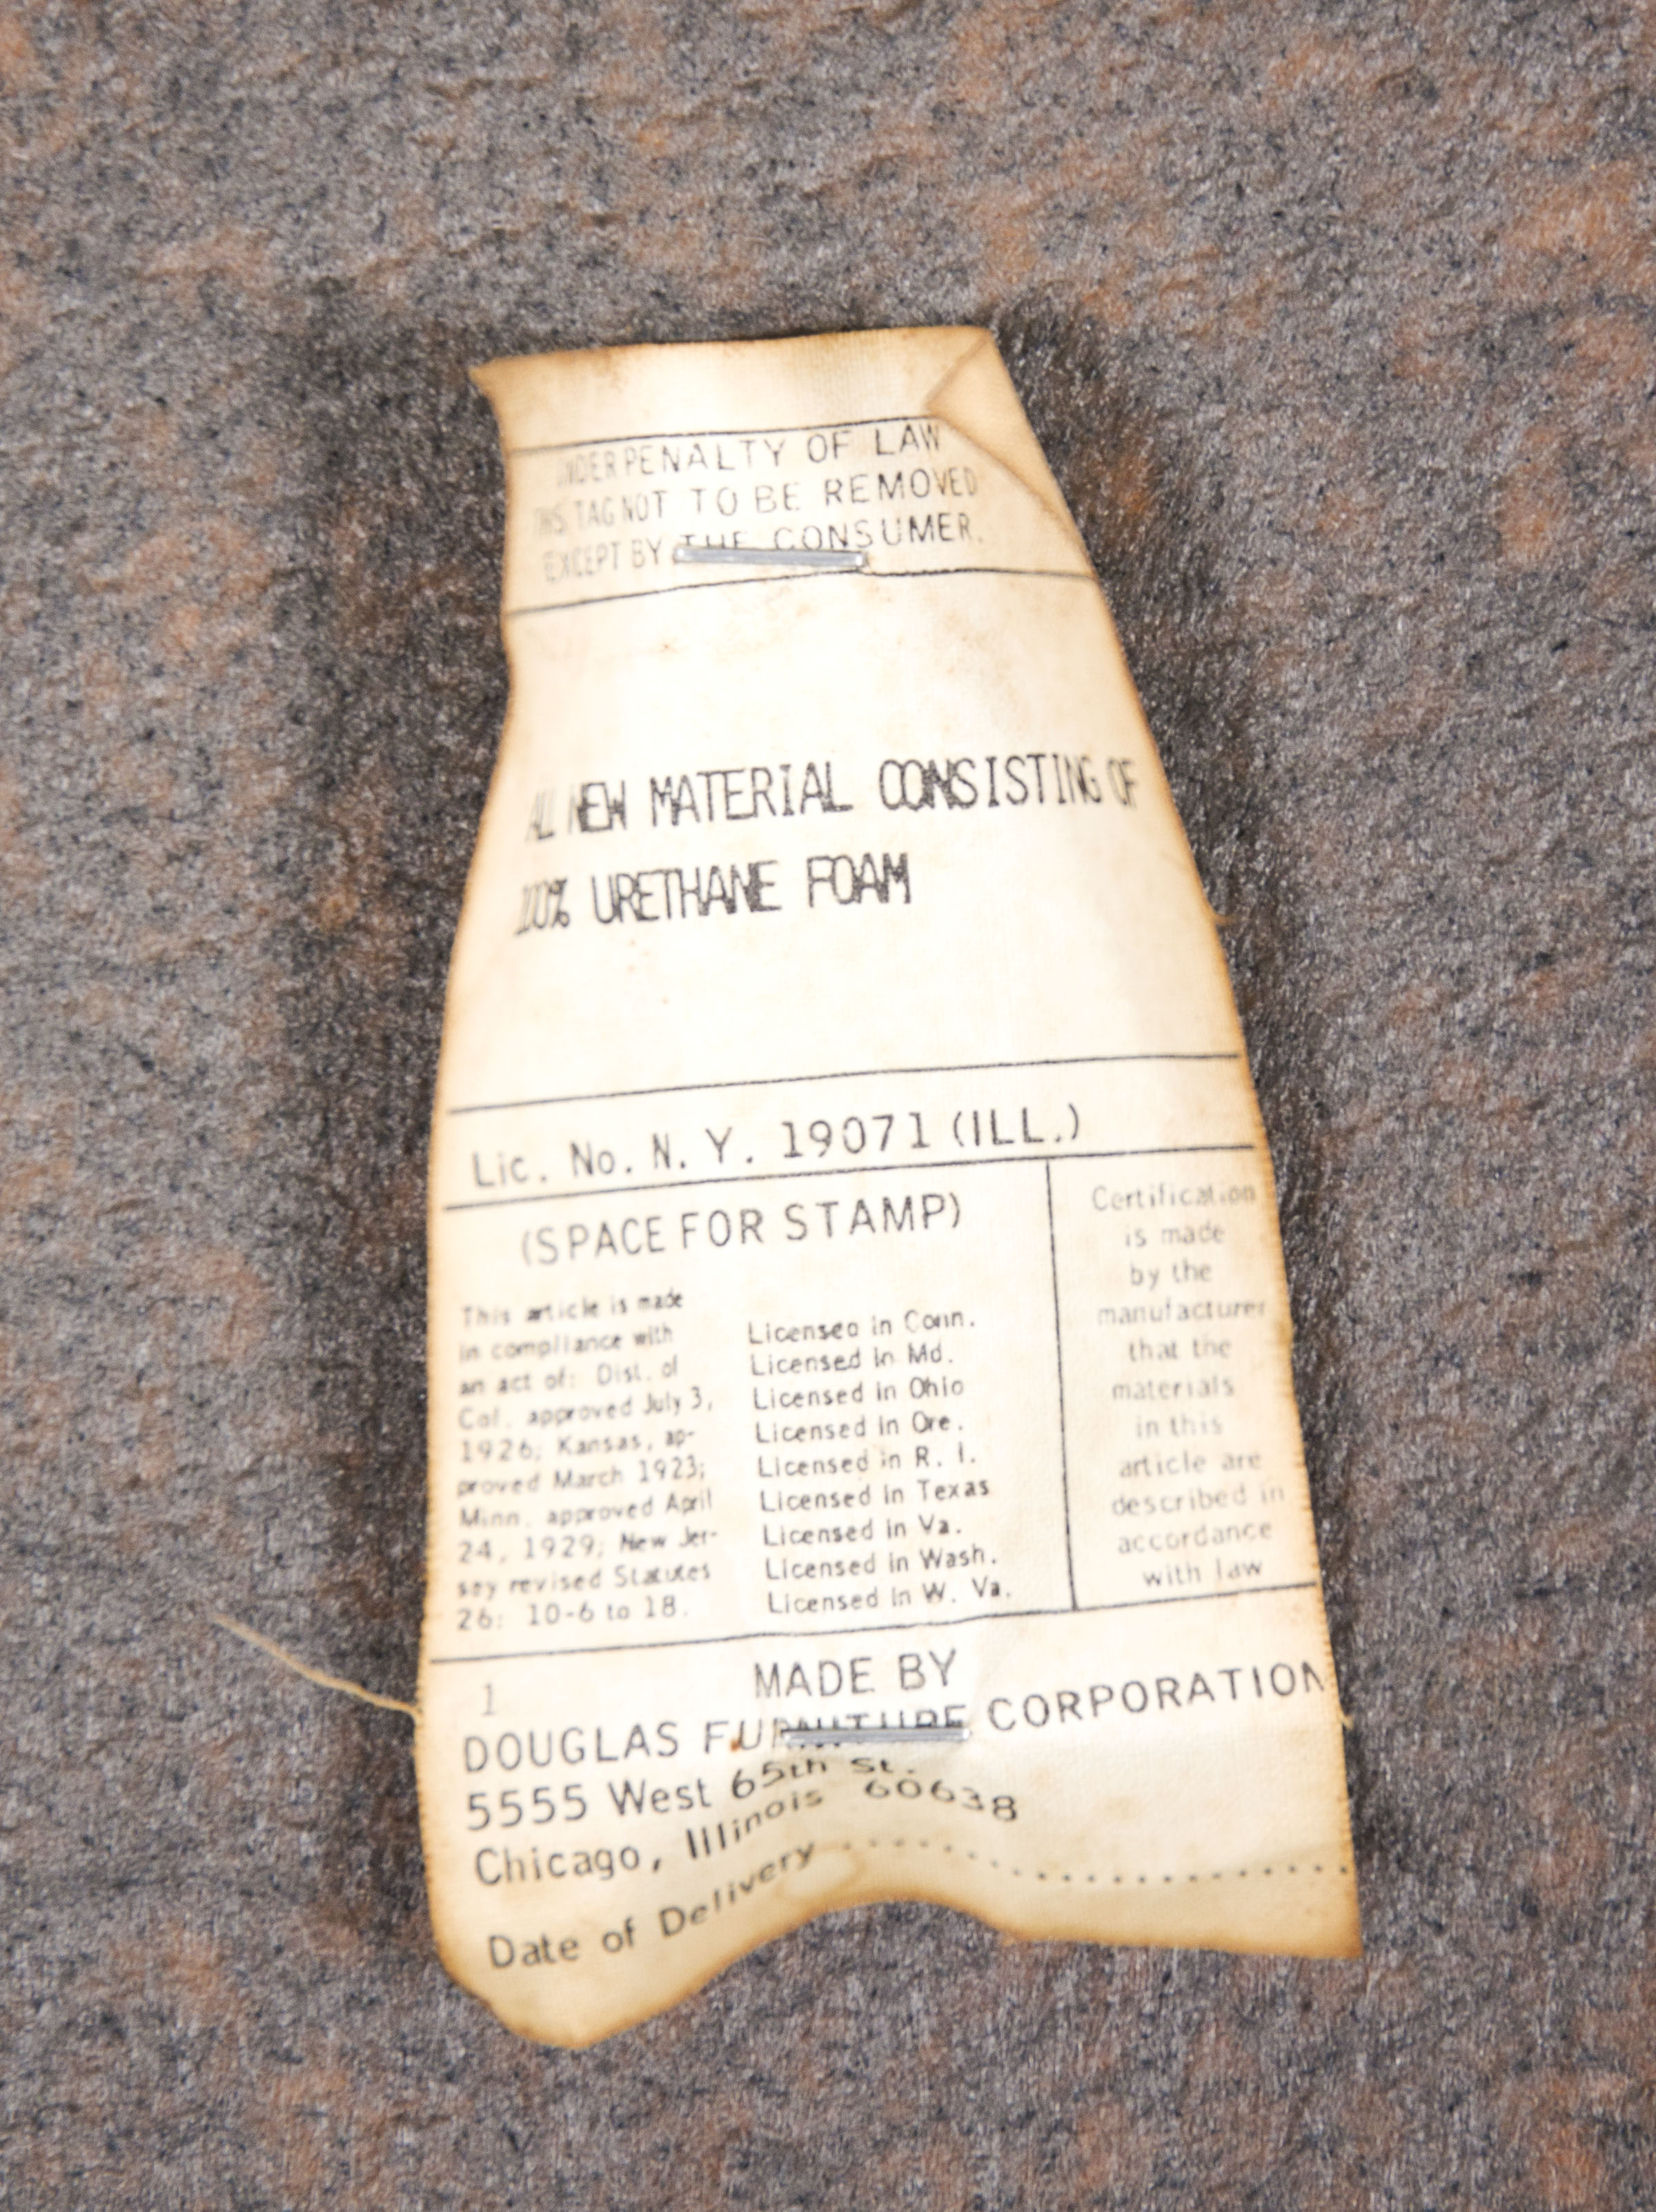 UNDER PENALTY OF LAW
THIS TAG NOT TO BE REMOVED
EXCEPT BY THE CONSUMER.
ALL NEW MATERIAL CONSISTING OF
100% URETHANE FOAM
Lic. No. N. Y. 19071 (ILL.)
(SPACE FOR STAMP)
This article is made
in compliance with
an act of: Dist. of
Col. approved July 3,
1926; Kansas, ap-
proved March 1923;
Minn. approved April
24, 1929; New Jer-
sey revised Statutes
26: 10-6 to 18.
Licensed in Conn.
Licensed in Md.
Licensed in Ohio
Licensed in Ore.
Licensed in R. I.
Licensed in Texas
Licensed in Va.
Licensed in Wash.
Licensed in W. Va.
Certification
is made
by the
manufacturer
that the
materials
in this
article are
described in
accordance
with law
1
MADE BY
DOUGLAS FURNITURE CORPORATION
5555 West 65th St.
Chicago, Illinois 60638
Date of Delivery ..............................